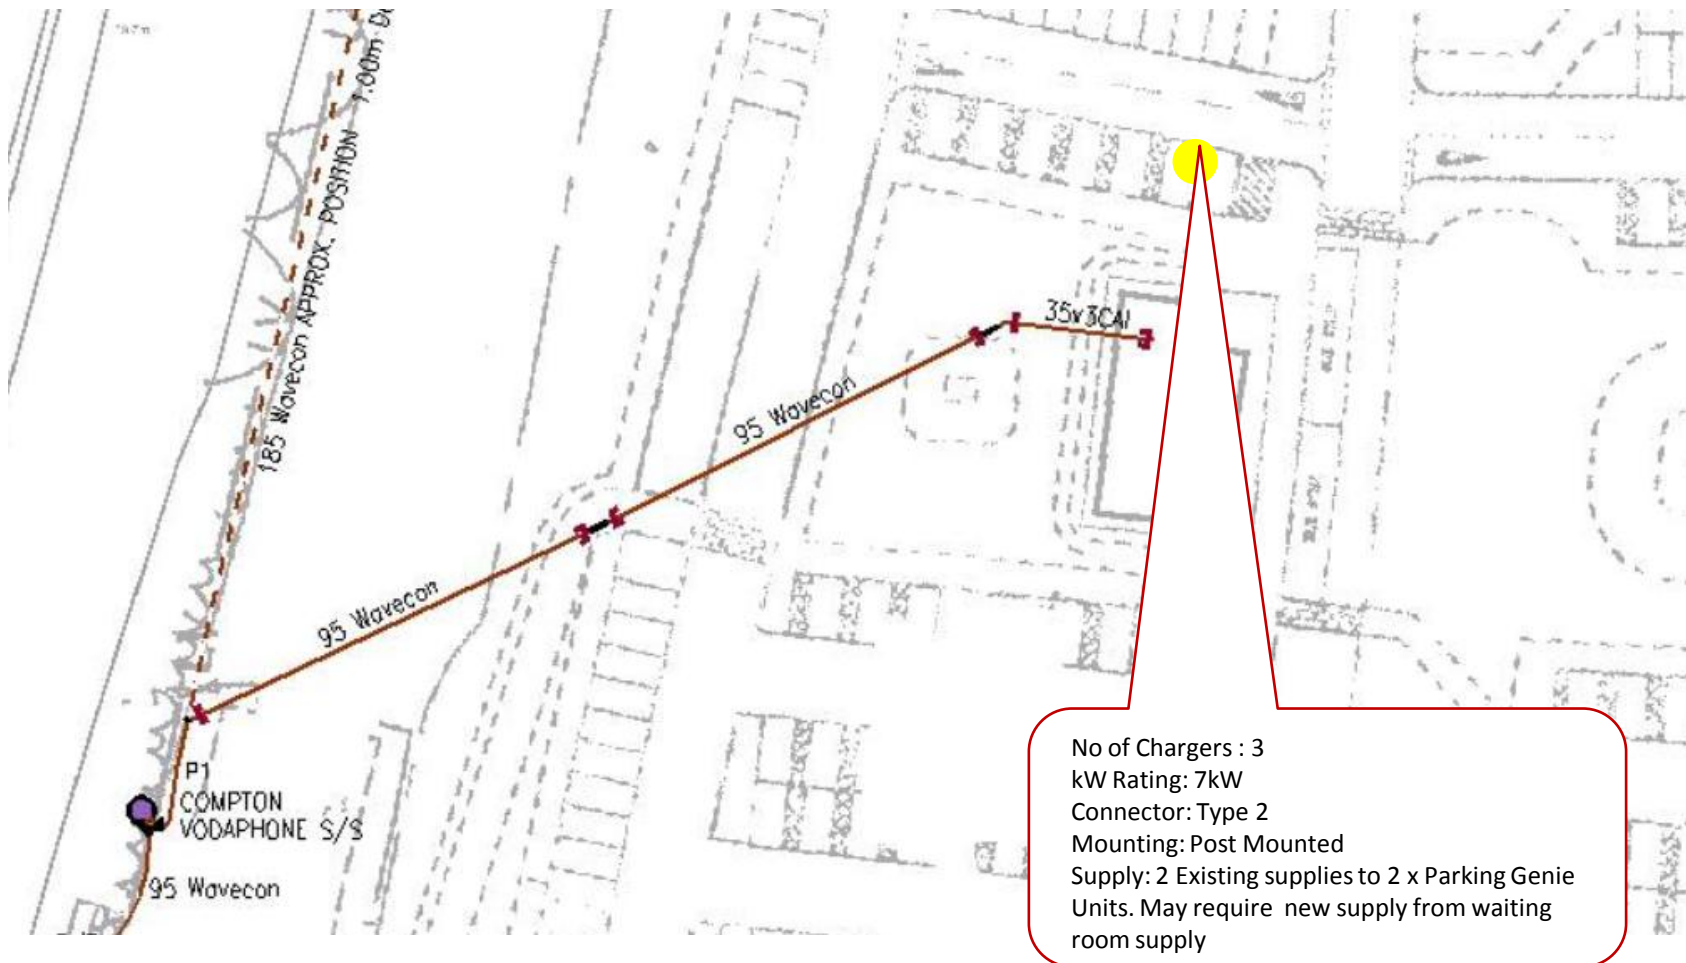 185 Wavecon APPROX. POSITION 1.00m De
35v3CAl
95 Wavecon
95 Wavecon
P1
COMPTON
VODAPHONE S/S
95 Wavecon
No of Chargers : 3
kW Rating: 7kW
Connector: Type 2
Mounting: Post Mounted
Supply: 2 Existing supplies to 2 x Parking Genie
Units. May require new supply from waiting
room supply